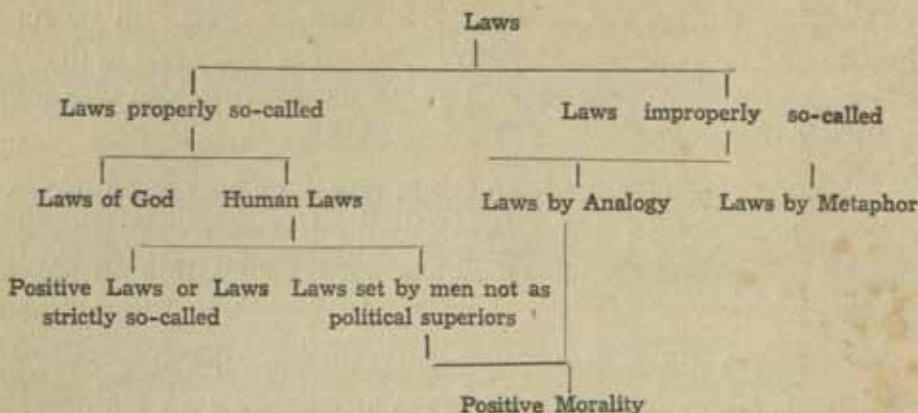 Laws
Laws properly so-called
Laws improperly so-called
Laws of God
Human Laws
Laws by Analogy
Laws by Metaphor
Positive Laws or Laws
strictly so-called
Laws set by men not as
political superiors
Positive Morality